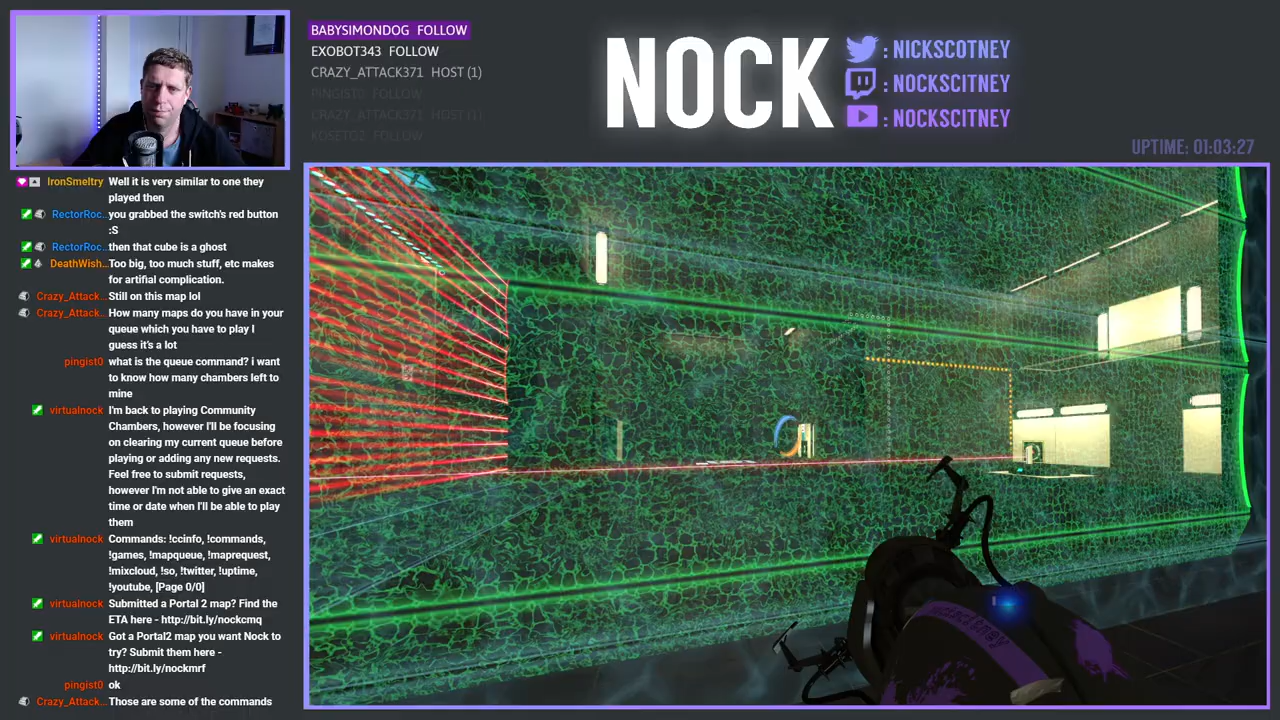 BABYSIMONDOG FOLLOW
EXOBOT343 FOLLOW
CRAZY_ATTACK371 HOST (1)
PINGIST0 FOLLOW
CRAZY_ATTACK371 HOST (1)
KOSETG2 FOLLOW
NOCK
: NICKSCOTNEY
: NOCKSCITNEY
: NOCKSCITNEY
UPTIME: 01:03:27
IronSmeltry Well it is very similar to one they
played then
RectorRoc.. you grabbed the switch's red button
:S
RectorRoc.. then that cube is a ghost
DeathWish... Too big, too much stuff, etc makes
for artifial complication.
Crazy_Attack... Still on this map lol
Crazy_Attack... How many maps do you have in your
queue which you have to play I
guess it's a lot
pingist0 what is the queue command? i want
to know how many chambers left to
mine
virtualnock I'm back to playing Community
Chambers, however I'll be focusing
on clearing my current queue before
playing or adding any new requests.
Feel free to submit requests,
however I'm not able to give an exact
time or date when I'll be able to play
them
virtualnock Commands: !ccinfo, !commands,
!games, !mapqueue, !maprequest,
!mixcloud, !so, !twitter, !uptime,
!youtube, [Page 0/0]
virtualnock Submitted a Portal 2 map? Find the
ETA here - http://bit.ly/nockcmq
virtualnock Got a Portal2 map you want Nock to
try? Submit them here -
http://bit.ly/nockmrf
pingist0 ok
Crazy_Attack... Those are some of the commands